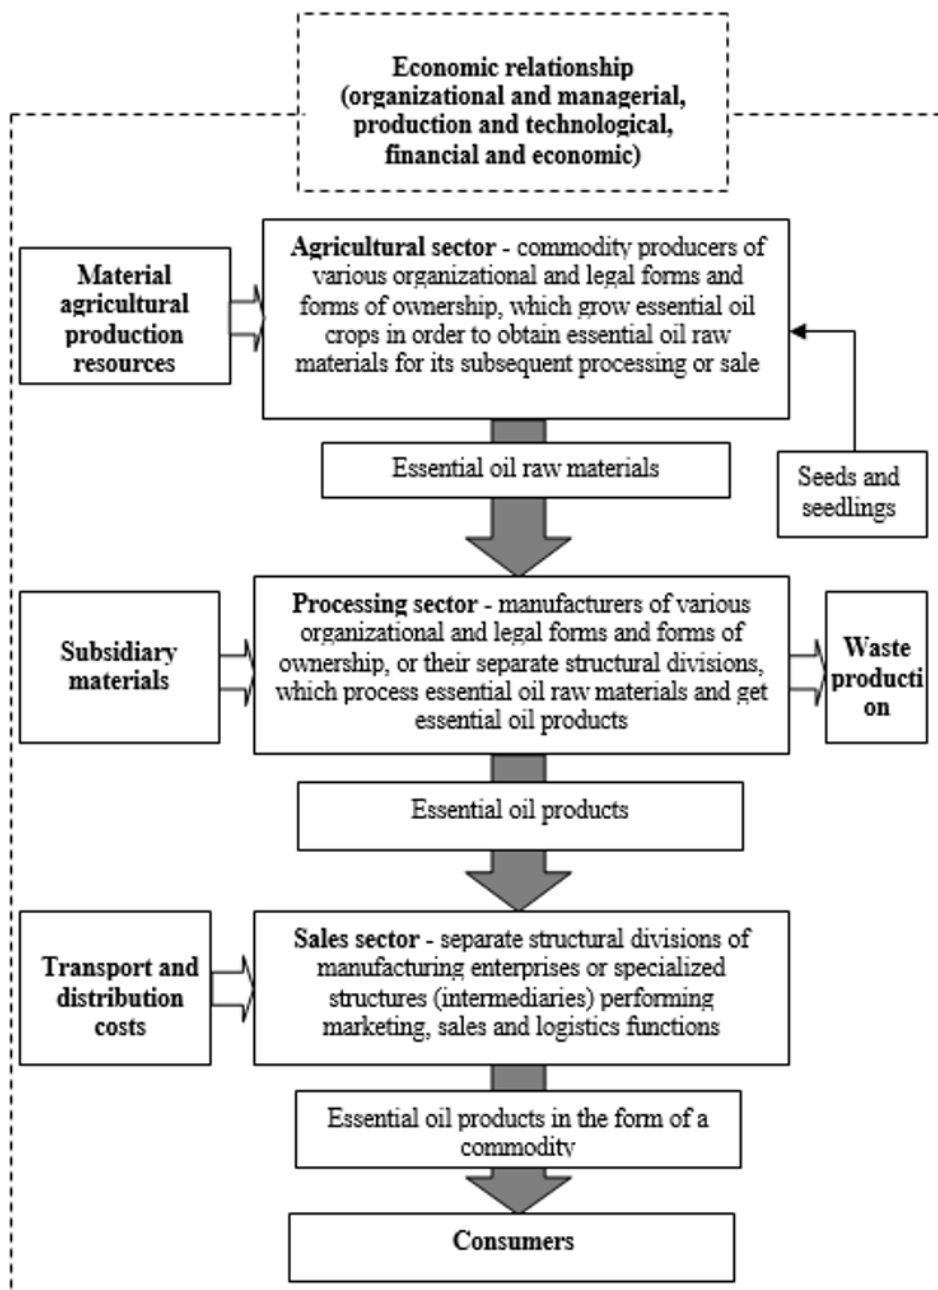 Economic relationship
(organizational and managerial,
production and technological,
financial and economic)
Material
agricultural
production
resources
Agricultural sector - commodity producers of
various organizational and legal forms and
forms of ownership, which grow essential oil
crops in order to obtain essential oil raw
materials for its subsequent processing or sale
Essential oil raw materials
Seeds and
seedlings
Subsidiary
materials
Processing sector - manufacturers of various
organizational and legal forms and forms of
ownership, or their separate structural divisions,
which process essential oil raw materials and get
essential oil products
Waste
producti
on
Essential oil products
Transport and
distribution
costs
Sales sector - separate structural divisions of
manufacturing enterprises or specialized
structures (intermediaries) performing
marketing, sales and logistics functions
Essential oil products in the form of a
commodity
Consumers